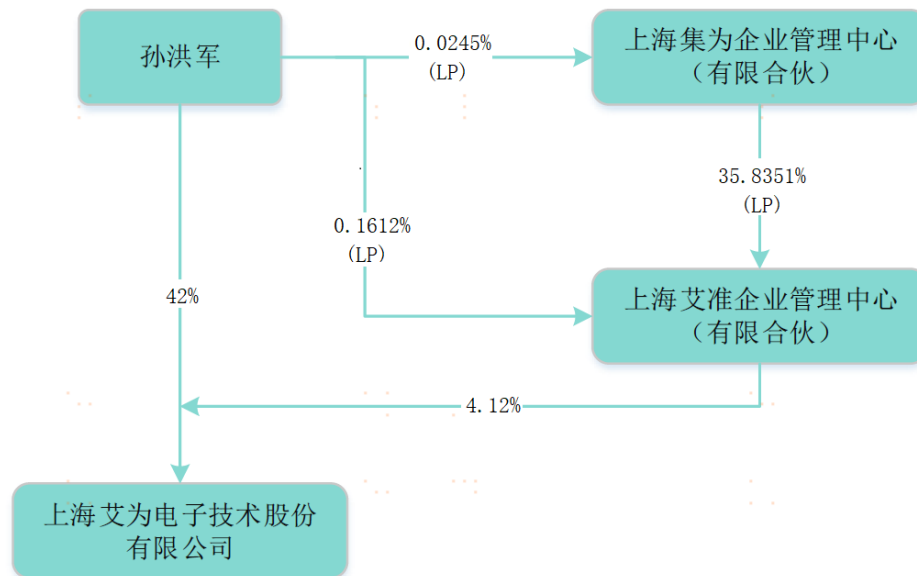 孙洪军
0.0245%
(LP)
上海集为企业管理中心
（有限合伙）
35.8351%
(LP)
0.1612%
(LP)
42%
上海艾准企业管理中心
（有限合伙）
4.12%
上海艾为电子技术股份
有限公司